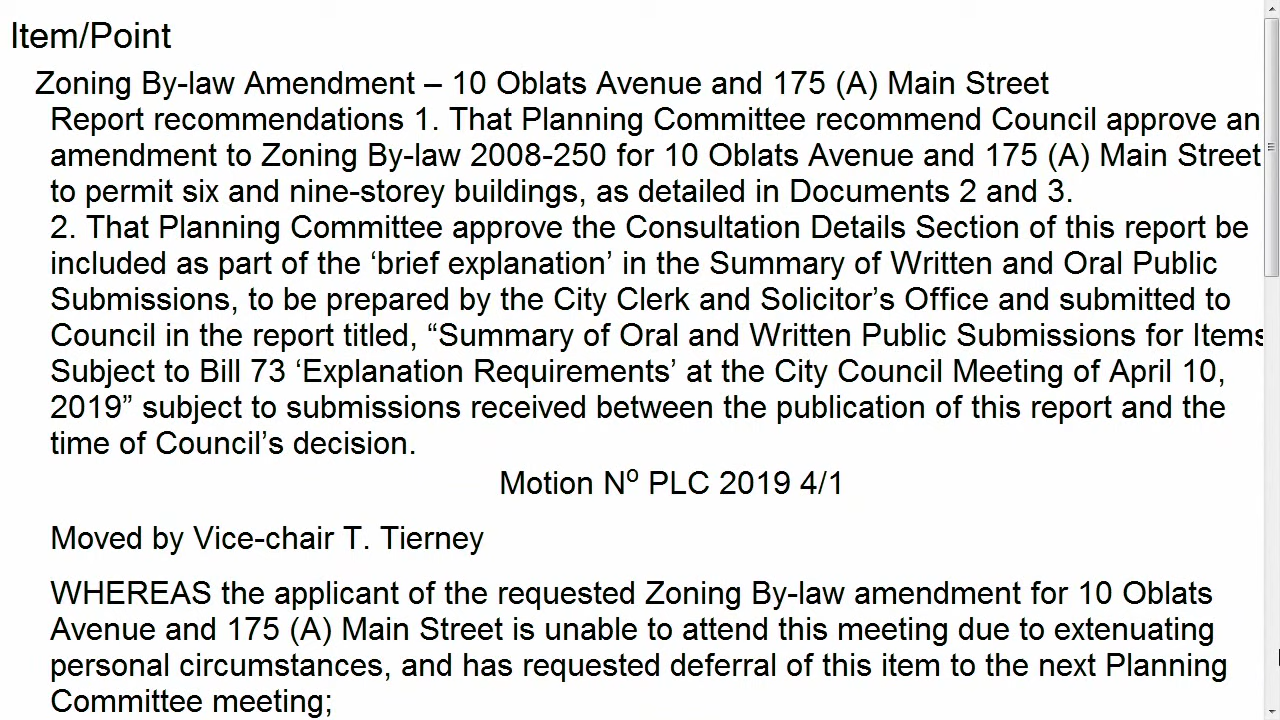 Item/Point
Zoning By-law Amendment – 10 Oblats Avenue and 175 (A) Main Street
Report recommendations 1. That Planning Committee recommend Council approve an
amendment to Zoning By-law 2008-250 for 10 Oblats Avenue and 175 (A) Main Street
to permit six and nine-storey buildings, as detailed in Documents 2 and 3.
2. That Planning Committee approve the Consultation Details Section of this report be
included as part of the ‘brief explanation’ in the Summary of Written and Oral Public
Submissions, to be prepared by the City Clerk and Solicitor’s Office and submitted to
Council in the report titled, “Summary of Oral and Written Public Submissions for Items
Subject to Bill 73 ‘Explanation Requirements’ at the City Council Meeting of April 10,
2019” subject to submissions received between the publication of this report and the
time of Council’s decision.
Motion Nº PLC 2019 4/1
Moved by Vice-chair T. Tierney
WHEREAS the applicant of the requested Zoning By-law amendment for 10 Oblats
Avenue and 175 (A) Main Street is unable to attend this meeting due to extenuating
personal circumstances, and has requested deferral of this item to the next Planning
Committee meeting;